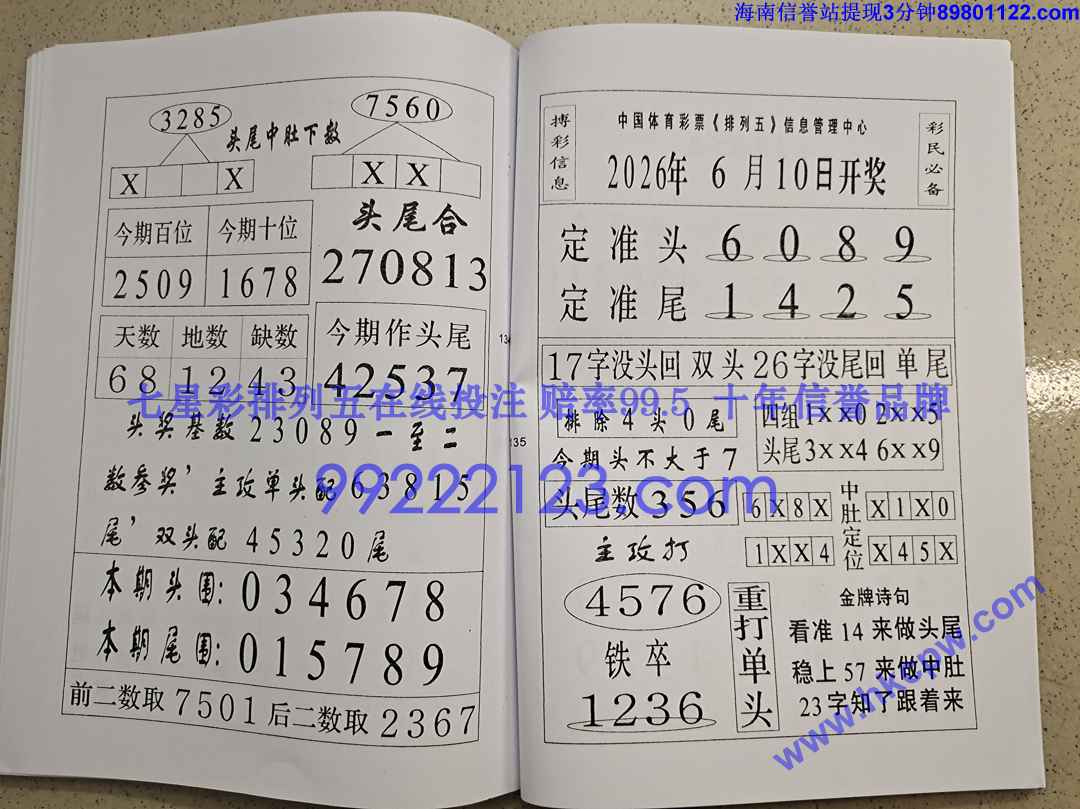 海南信誉站提现3分钟89801122.com
3285
头尾中肚下数
7560
X X
X X
今期百位 今期十位
2509 1678
头尾合
270813
天数 地数 缺数
68 12 43
今期作头尾
42537
七星彩排列五在线投注 赔率99.5 十年信誉品牌
头奖基数23089一至二
数参奖,主攻单头配63815
尾,双头配45320尾
99222123.com
本期头围:034678
本期尾围:015789
前二数取7501后二数取2367
134
135
搏彩信息
中国体育彩票《排列五》信息管理中心
2026年 6 月 10日开奖
彩民必备
定准头 6 0 8 9
定准尾 1 4 2 5
17字没头回 双头 26字没尾回 单尾
排除4头0尾
今期头不大于7
四组1xx0 2xx5
头尾3xx4 6xx9
头尾数 356
主攻打
6X8X
1XX4
中肚定位
X1X0
X45X
4576
铁卒
1236
重打单头
金牌诗句
看准14来做头尾
稳上57来做中肚
23字知了跟着来
www.hkcpw.com